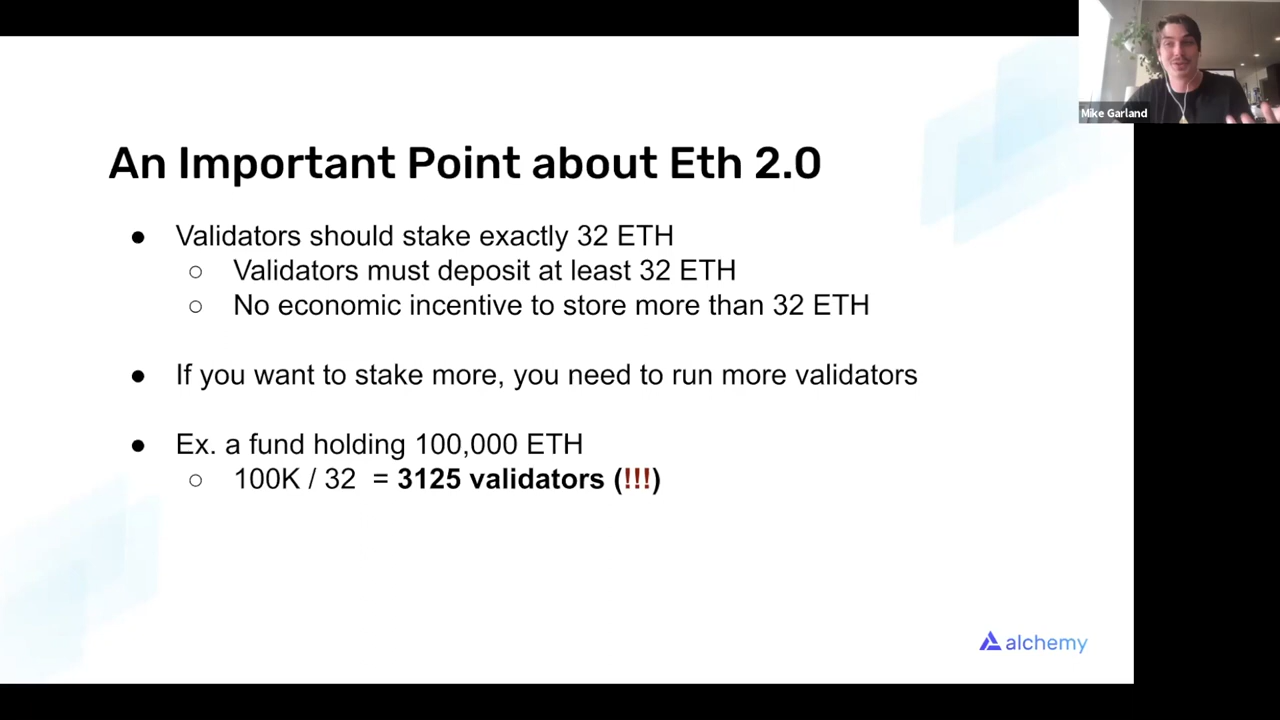 Mike Garland
An Important Point about Eth 2.0
● Validators should stake exactly 32 ETH
○ Validators must deposit at least 32 ETH
○ No economic incentive to store more than 32 ETH
● If you want to stake more, you need to run more validators
● Ex. a fund holding 100,000 ETH
○ 100K / 32 = 3125 validators (!!!)
alchemy